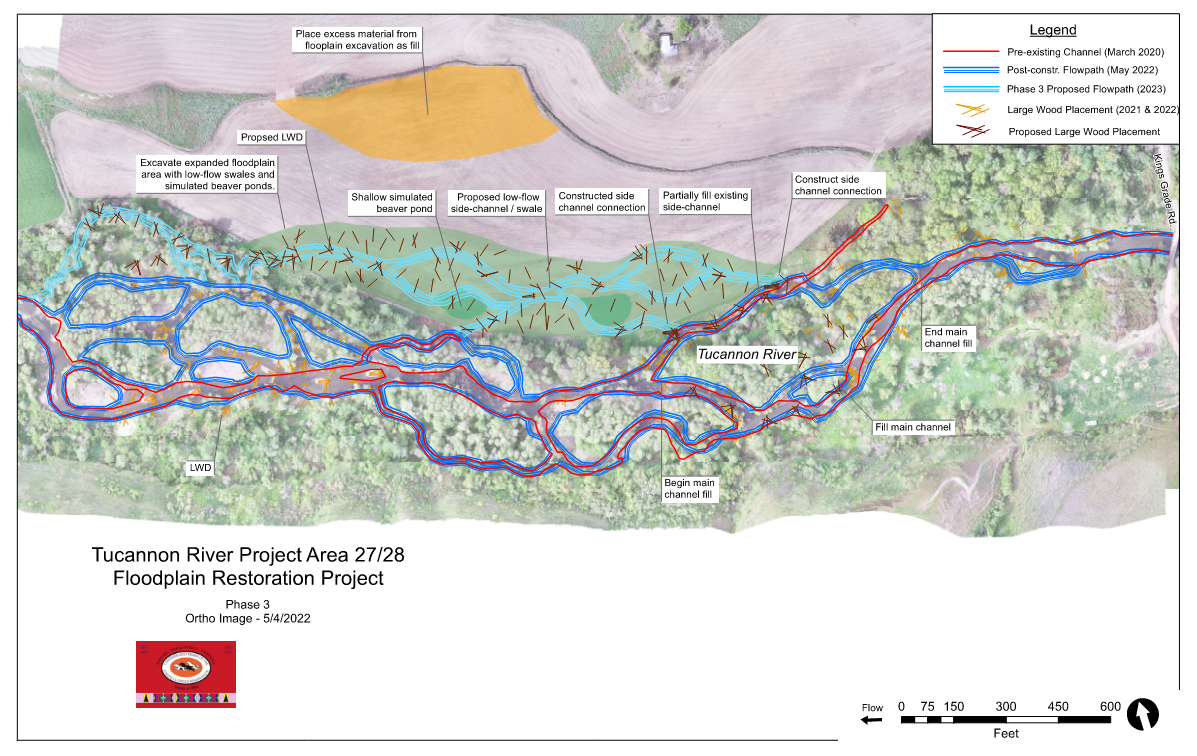 Place excess material from
flooplain excavation as fill
Legend
Pre-existing Channel (March 2020)
Post-constr. Flowpath (May 2022)
Phase 3 Proposed Flowpath (2023)
Large Wood Placement (2021 & 2022)
Proposed Large Wood Placement
Kings Grade Rd
Propsed LWD
Excavate expanded floodplain
area with low-flow swales and
simulated beaver ponds.
Shallow simulated
beaver pond
Proposed low-flow
side-channel / swale
Constructed side
channel connection
Partially fill existing
side-channel
Construct side
channel connection
Tucannon River
End main
channel fill
Fill main channel
LWD
Begin main
channel fill
Tucannon River Project Area 27/28
Floodplain Restoration Project
Phase 3
Ortho Image - 5/4/2022
Flow
0 75 150 300 450 600
Feet